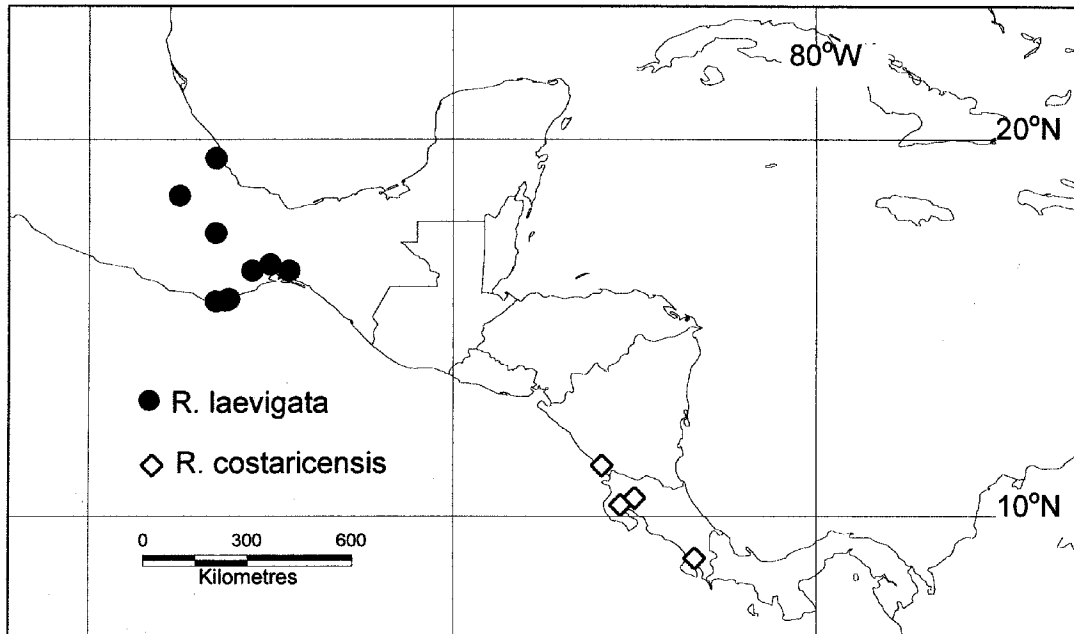 80°W
20°N
R. laevigata
R. costaricensis
10°N
0 300 600
Kilometres